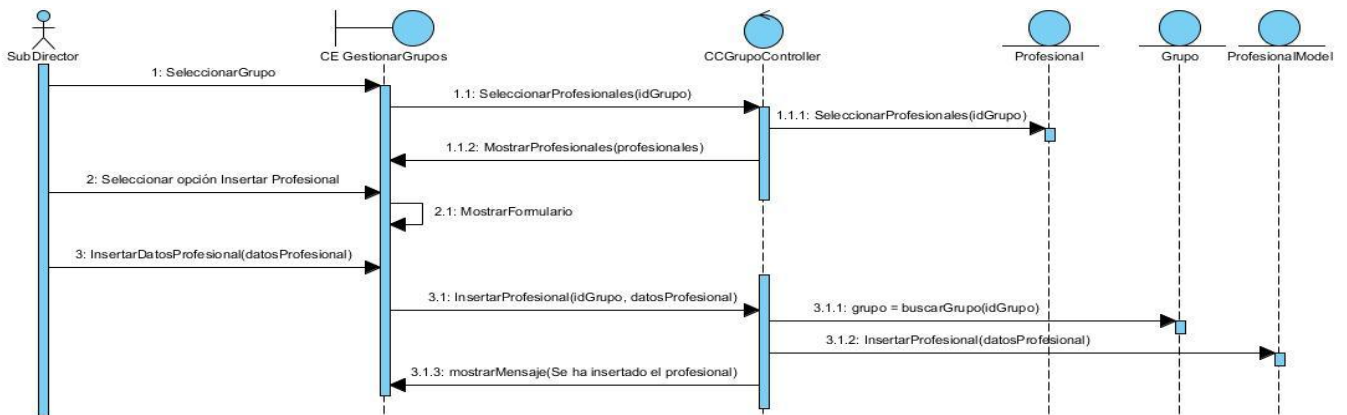 SubDirector
CE GestionarGrupos
CCGrupoController
Profesional
Grupo
ProfesionalModel
1: SeleccionarGrupo
1.1: SeleccionarProfesionales(idGrupo)
1.1.1: SeleccionarProfesionales(idGrupo)
1.1.2: MostrarProfesionales(profesionales)
2: Seleccionar opción Insertar Profesional
2.1: MostrarFormulario
3: InsertarDatosProfesional(datosProfesional)
3.1: InsertarProfesional(idGrupo, datosProfesional)
3.1.1: grupo = buscarGrupo(idGrupo)
3.1.2: InsertarProfesional(datosProfesional)
3.1.3: mostrarMensaje(Se ha insertado el profesional)